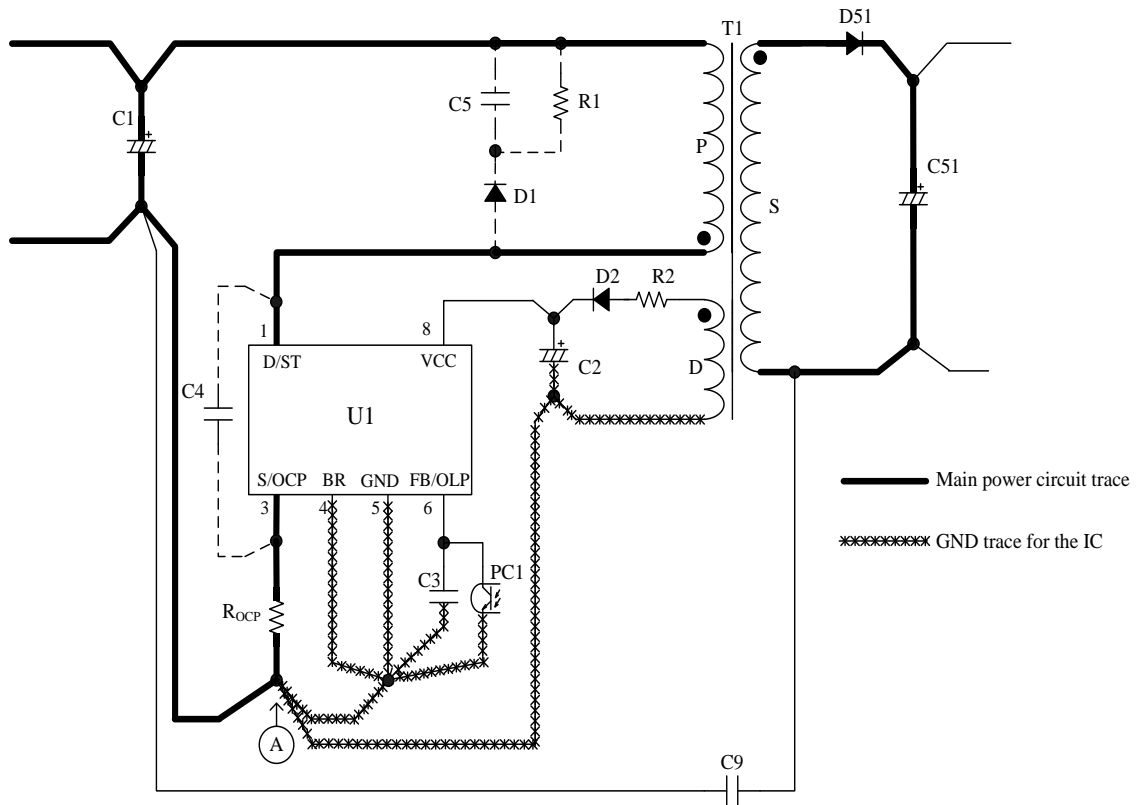 D51
T1
C5
R1
C1
+
P
D1
S
C51
+
D2
R2
1
8
D/ST
VCC
+
C2
D
C4
U1
S/OCP
BR
GND
FB/OLP
3
4
5
6
Main power circuit trace
GND trace for the IC
C3
PC1
ROCP
A
C9